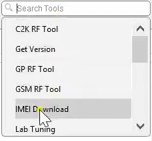 Search Tools
C2K RF Tool
Get Version
GP RF Tool
GSM RF Tool
IMEI Download
Lab Tuning